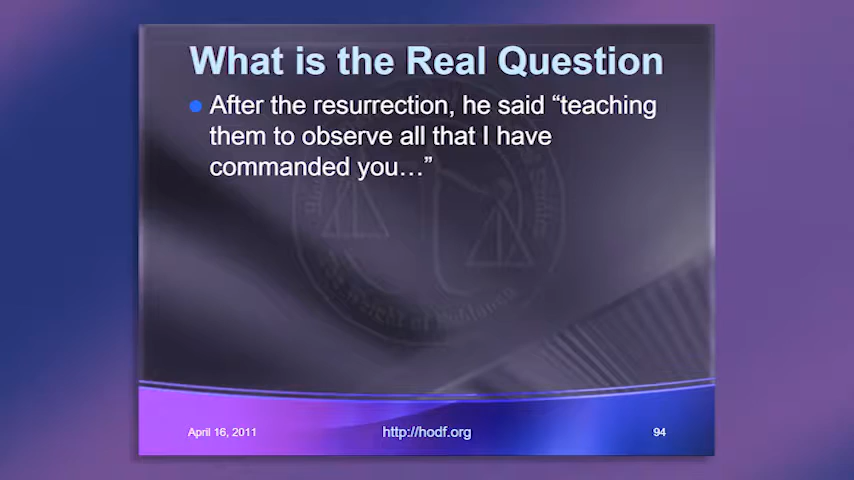 What is the Real Question
After the resurrection, he said “teaching
them to observe all that I have
commanded you…”
April 16, 2011
http://hodf.org
94